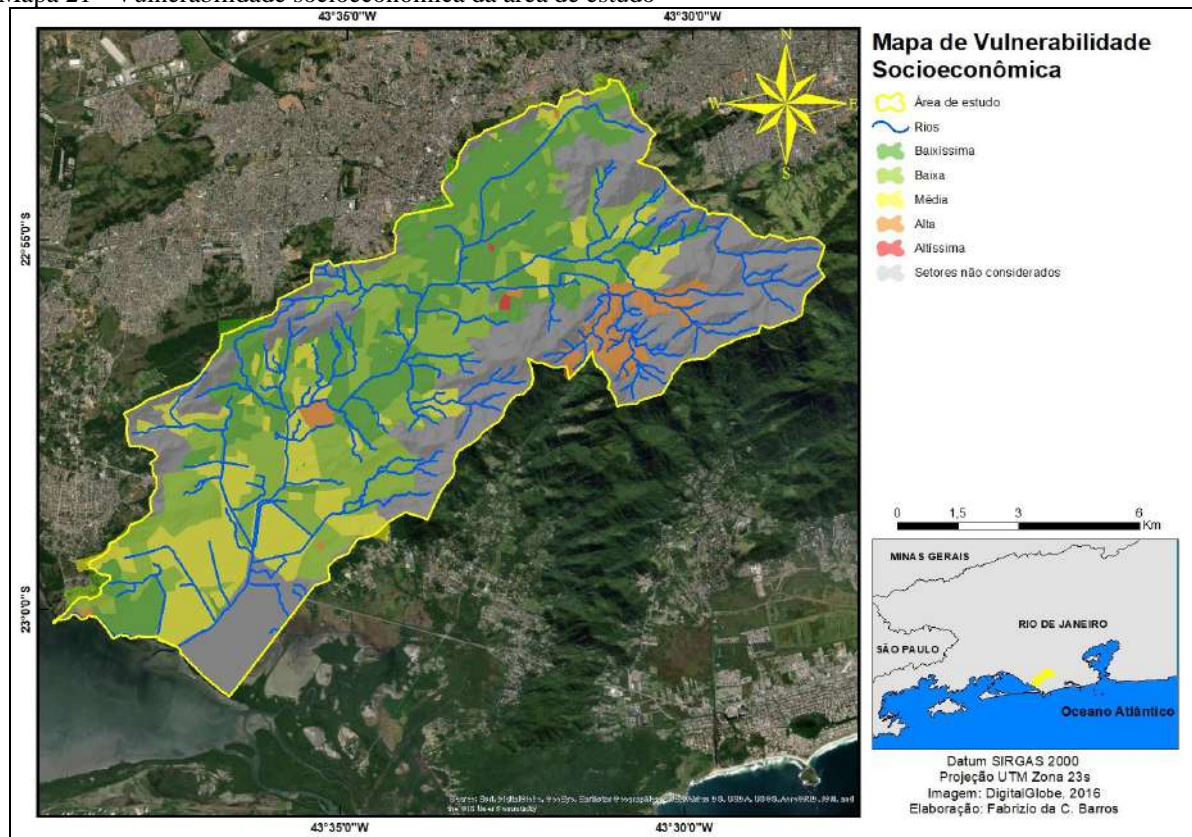 Mapa 21 – Vulnerabilidade socioeconômica da área de estudo
43°35'0"W
43°30'0"W
22°55'0"S
23°0'0"S
N
W
E
S
43°35'0"W
43°30'0"W
Mapa de Vulnerabilidade
Socioeconômica
Área de estudo
Rios
Baixíssima
Baixa
Média
Alta
Altíssima
Setores não considerados
0
1,5
3
6
Km
MINAS GERAIS
RIO DE JANEIRO
SÃO PAULO
Oceano Atlântico
Datum SIRGAS 2000
Projeção UTM Zona 23s
Imagem: DigitalGlobe, 2016
Elaboração: Fabrizio da C. Barros